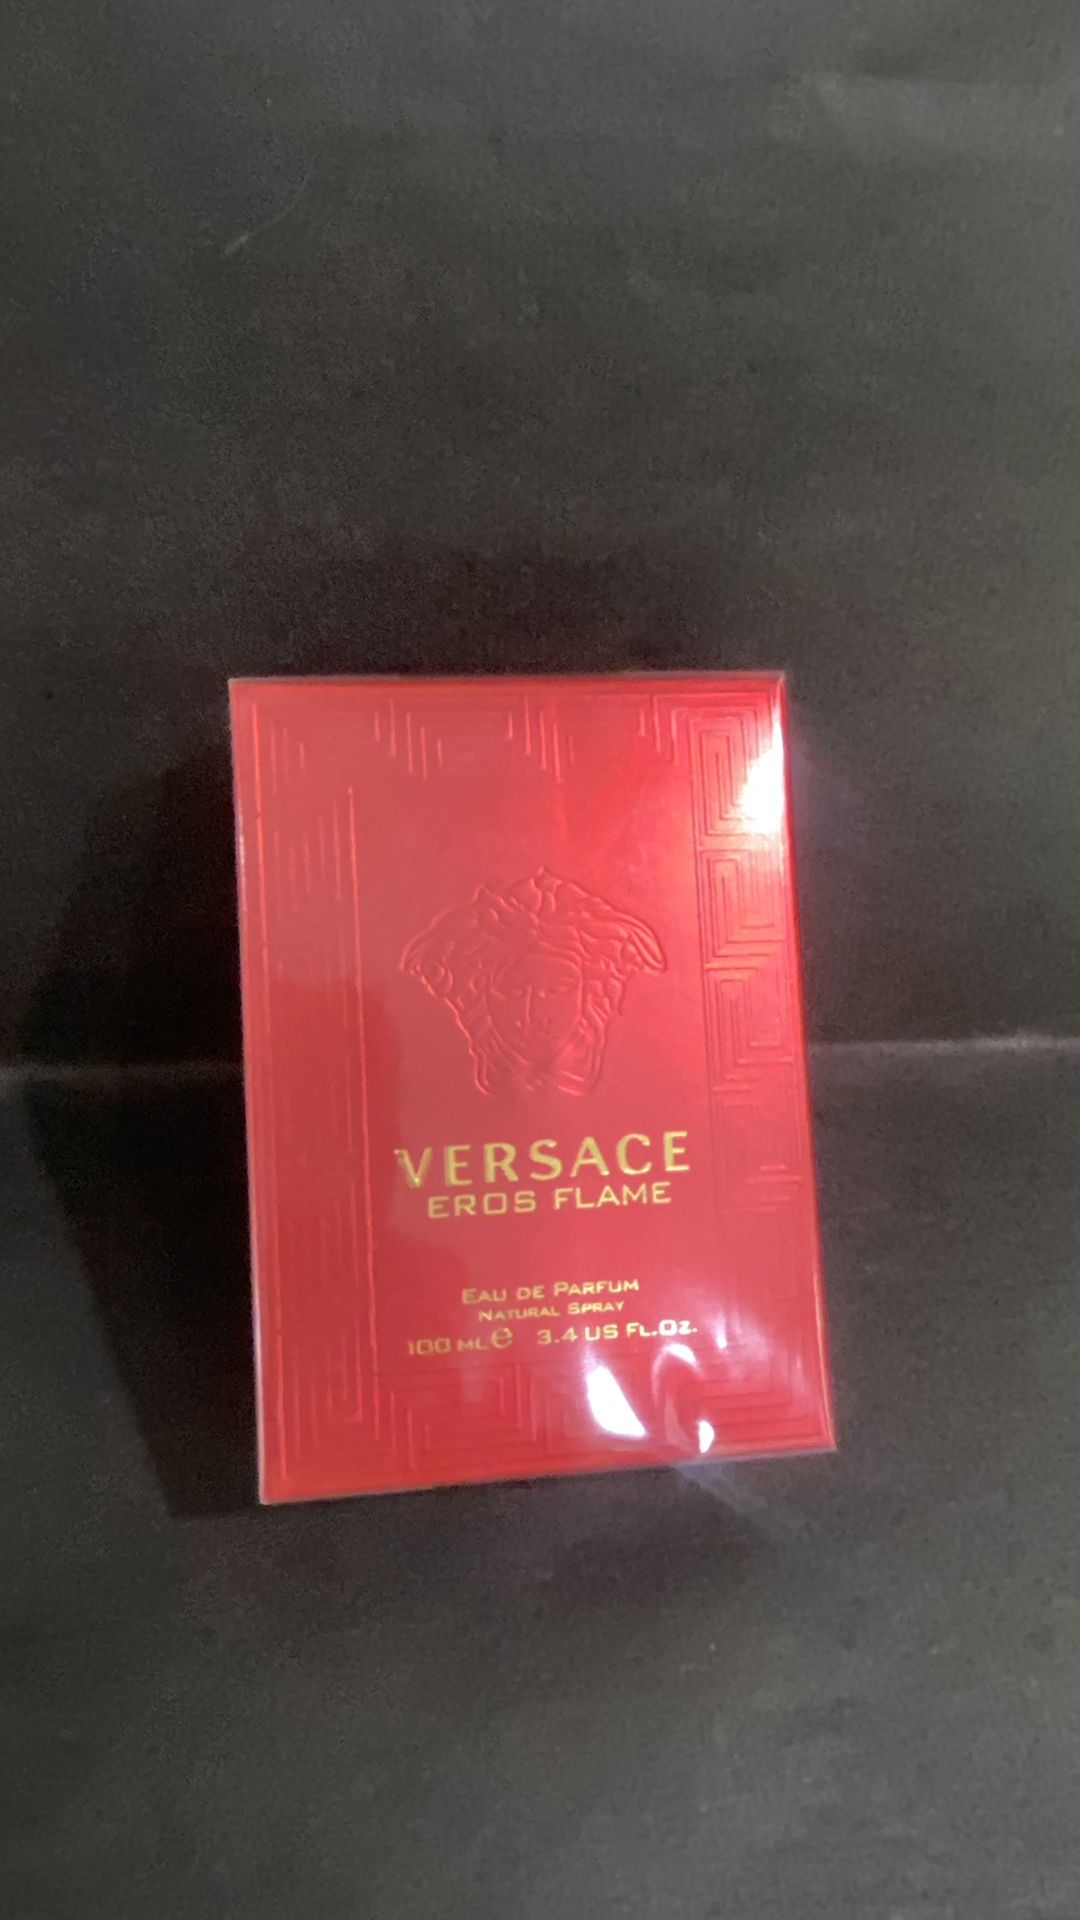 VERSACE
EROS FLAME
EAU DE PARFUM
NATURAL SPRAY
100 ML e 3.4 US FL.OZ.